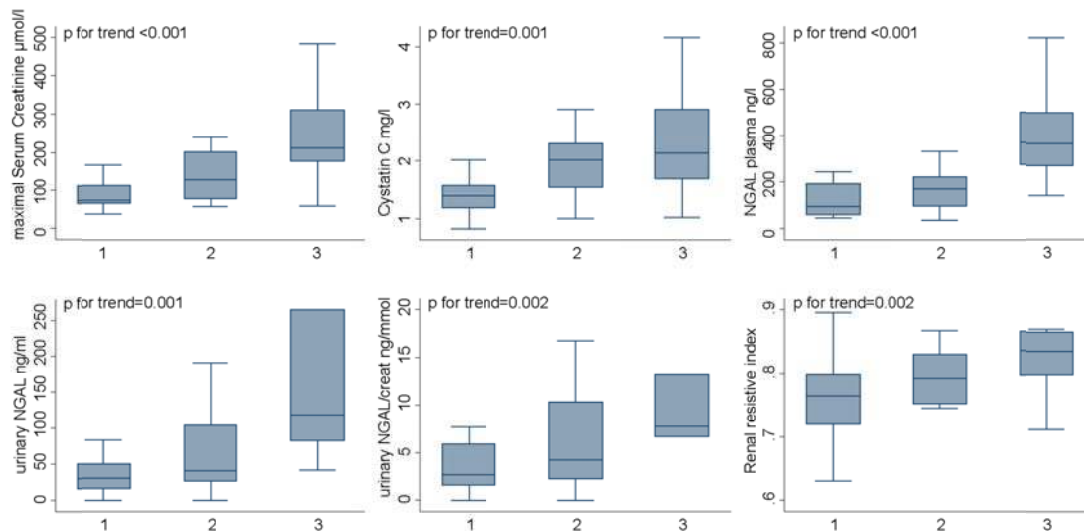 p for trend <0.001
maximal Serum Creatinine µmol/l
500
400
300
200
100
0
1 2 3
p for trend=0.001
Cystatin C mg/l
4
3
2
1
1 2 3
p for trend <0.001
NGAL plasma ng/l
800
600
400
200
0
1 2 3
p for trend=0.001
urinary NGAL ng/ml
250
200
150
100
50
0
1 2 3
p for trend=0.002
urinary NGAL/creat ng/mmol
20
15
10
5
0
1 2 3
p for trend=0.002
Renal resistive index
.9
.8
.7
.6
1 2 3